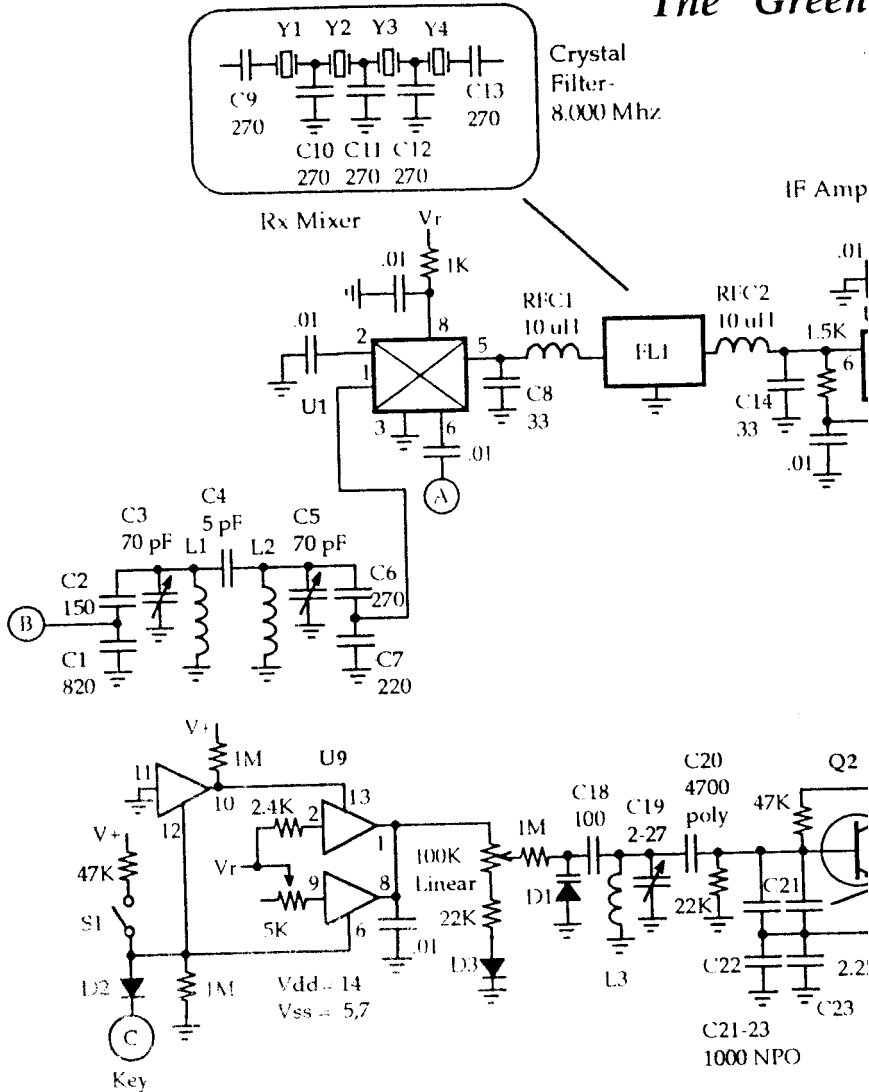 The "Green
Y1 Y2 Y3 Y4
Crystal
Filter-
8.000 Mhz
C9
270
C13
270
C10 C11 C12
270 270 270
IF Amp
Rx Mixer
Vr
1K
.01
.01
.01
8
2
1
5
U1
3
6
.01
A
RFC1
10 uH
FL1
RFC2
10 uH
1.5K
6
C8
33
C14
33
.01
C4
5 pF
C3
70 pF
L1
L2
C5
70 pF
C2
150
C6
270
B
C1
820
C7
220
V+
1M
U9
11
10
12
13
2.4K
2
1
V+
47K
Vr
9
8
5K
6
.01
S1
D2
1M
Vdd = 14
Vss = 5,7
C
Key
100K
Linear
22K
D3
1M
D1
C18
100
C19
2-27
L3
C20
4700
poly
22K
47K
Q2
C21
C22
C23
C21-23
1000 NPO